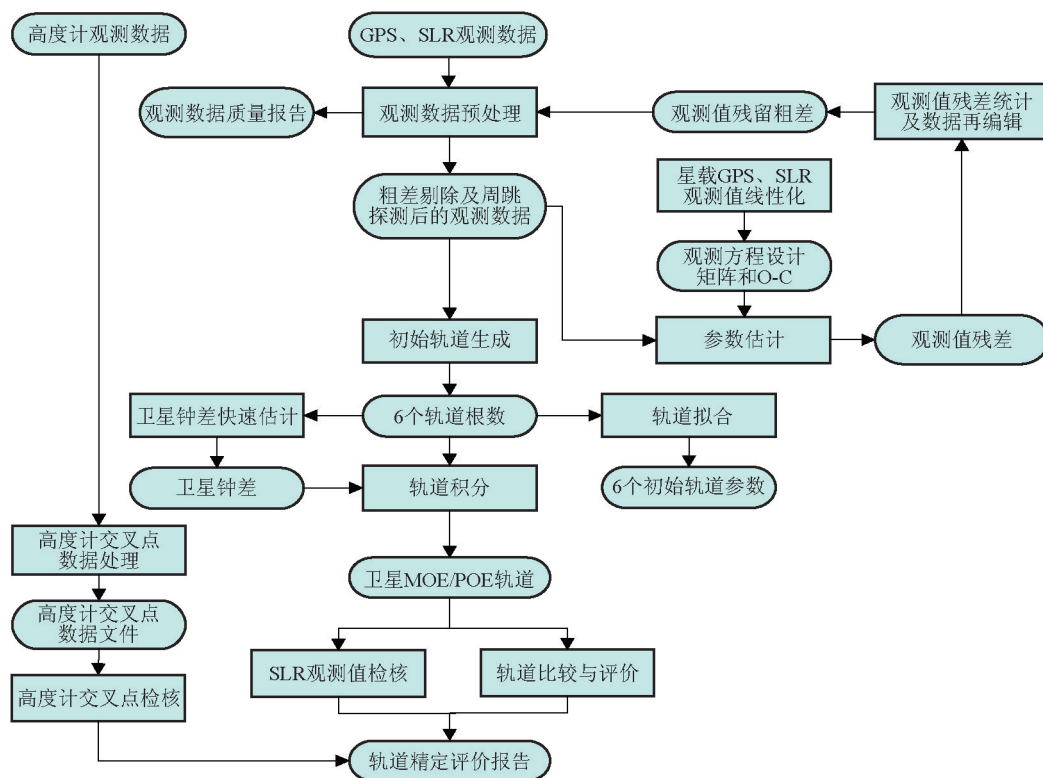 高度计观测数据
GPS、SLR观测数据
观测数据质量报告
观测数据预处理
观测值残留粗差
观测值残差统计
及数据再编辑
粗差剔除及周跳
探测后的观测数据
星载GPS、SLR
观测值线性化
观测方程设计
矩阵和O-C
初始轨道生成
参数估计
观测值残差
卫星钟差快速估计
6个轨道根数
轨道拟合
卫星钟差
轨道积分
6个初始轨道参数
高度计交叉点
数据处理
卫星MOE/POE轨道
高度计交叉点
数据文件
SLR观测值检核
轨道比较与评价
高度计交叉点检核
轨道精定评价报告